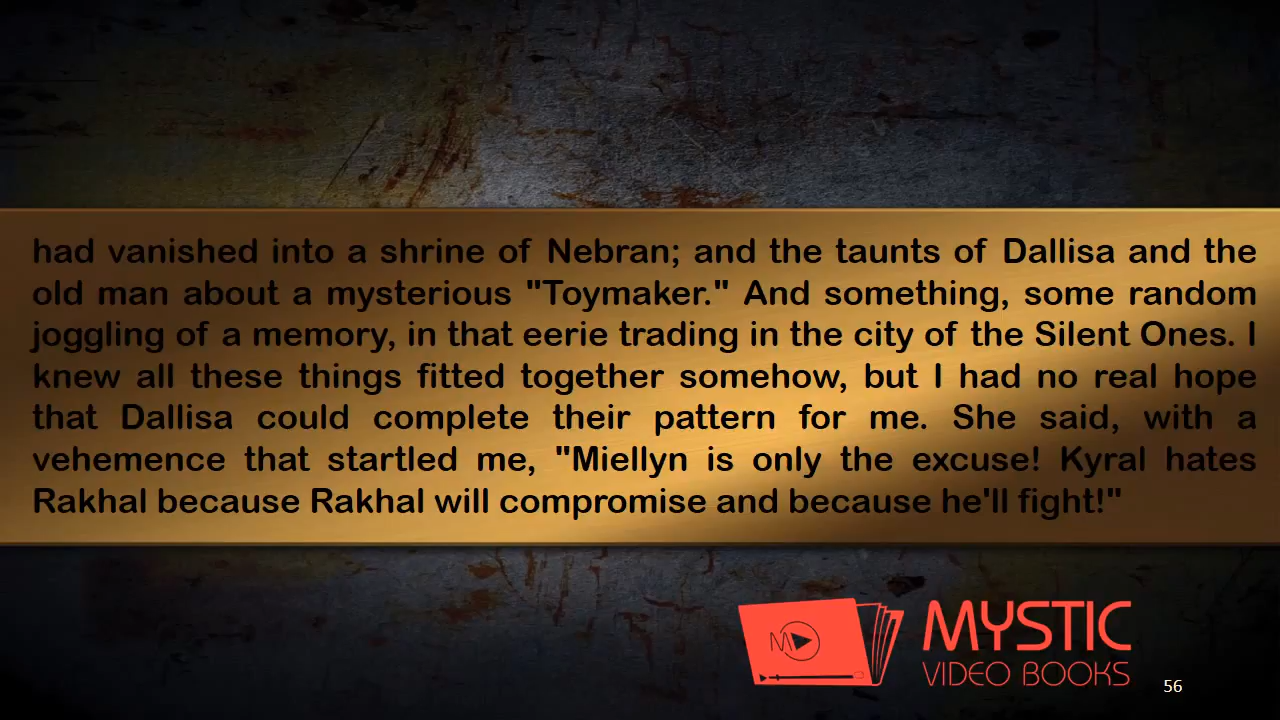 had vanished into a shrine of Nebran; and the taunts of Dallisa and the
old man about a mysterious "Toymaker." And something, some random
joggling of a memory, in that eerie trading in the city of the Silent Ones. I
knew all these things fitted together somehow, but I had no real hope
that Dallisa could complete their pattern for me. She said, with a
vehemence that startled me, "Miellyn is only the excuse! Kyral hates
Rakhal because Rakhal will compromise and because he'll fight!"
M
MYSTIC
VIDEO BOOKS
56